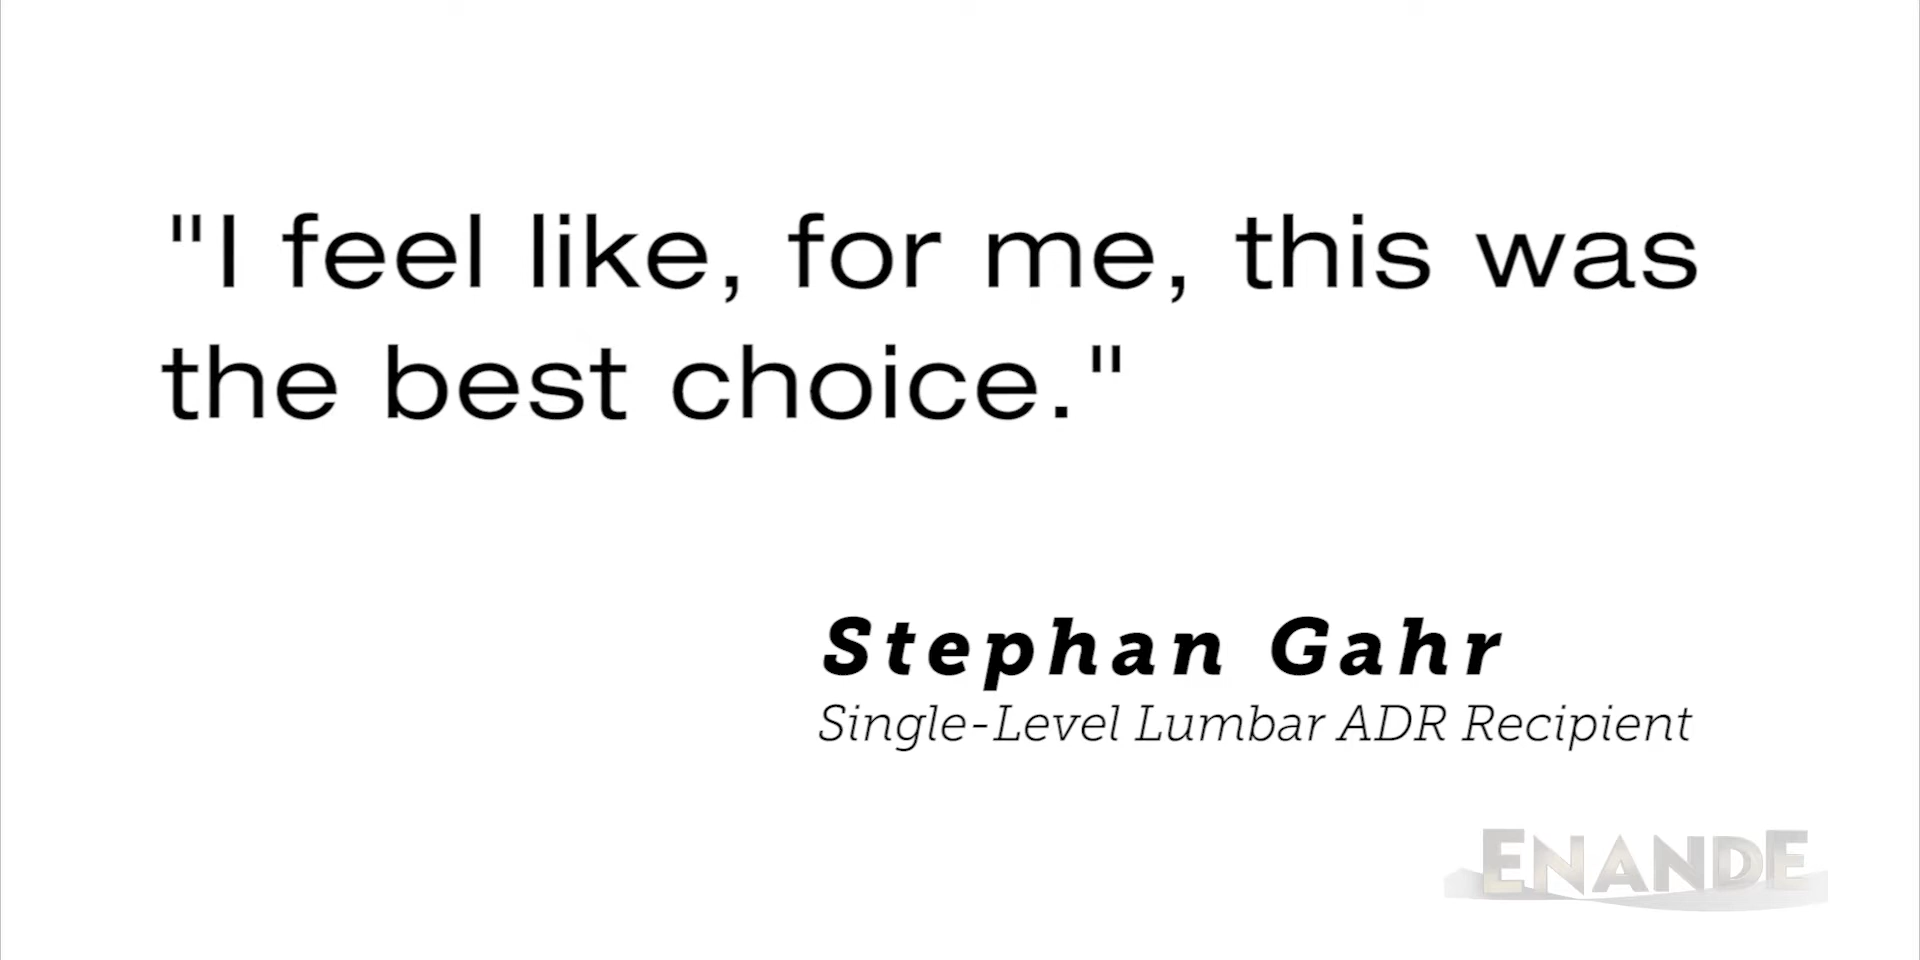 "I feel like, for me, this was
the best choice."
Stephan Gahr
Single-Level Lumbar ADR Recipient
ENANDE